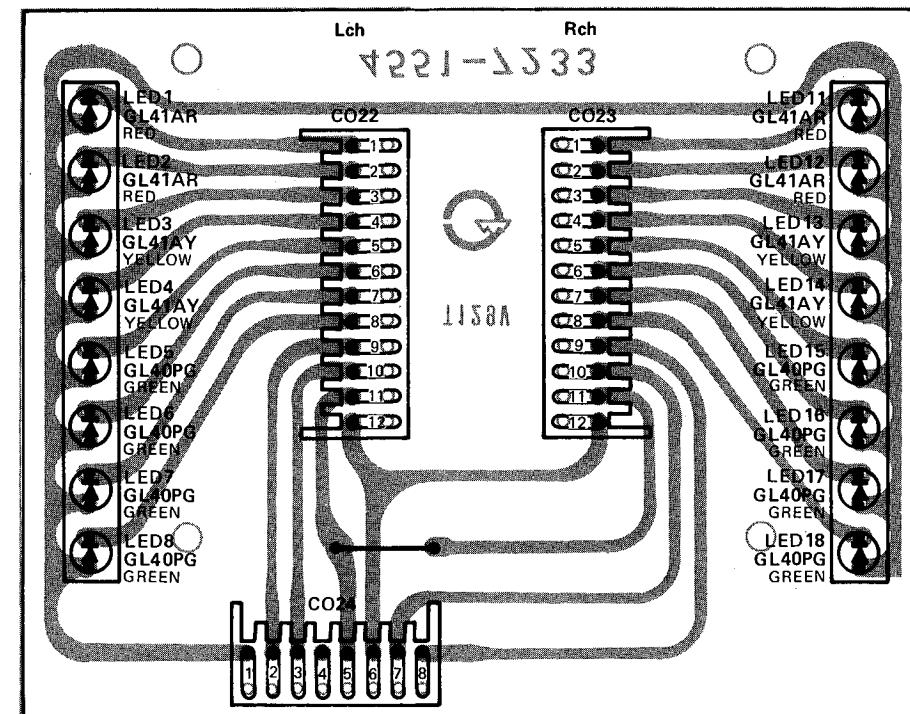 Lch
Rch
4551-7233
LED1
GL41AR
RED
LED2
GL41AR
RED
LED3
GL41AY
YELLOW
LED4
GL41AY
YELLOW
LED5
GL40PG
GREEN
LED6
GL40PG
GREEN
LED7
GL40PG
GREEN
LED8
GL40PG
GREEN
CO22
1
2
3
4
5
6
7
8
9
10
11
12
T129V
CO23
1
2
3
4
5
6
7
8
9
10
11
12
LED11
GL41AR
RED
LED12
GL41AR
RED
LED13
GL41AY
YELLOW
LED14
GL41AY
YELLOW
LED15
GL40PG
GREEN
LED16
GL40PG
GREEN
LED17
GL40PG
GREEN
LED18
GL40PG
GREEN
CO24
1 2 3 4 5 6 7 8